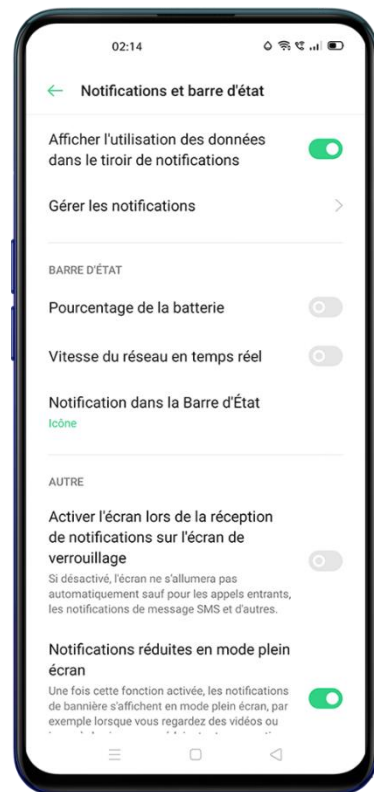 02:14
Notifications et barre d'état
Afficher l'utilisation des données
dans le tiroir de notifications
Gérer les notifications
BARRE D'ÉTAT
Pourcentage de la batterie
Vitesse du réseau en temps réel
Notification dans la Barre d'État
Icône
AUTRE
Activer l'écran lors de la réception
de notifications sur l'écran de
verrouillage
Si désactivé, l'écran ne s'allumera pas
automatiquement sauf pour les appels entrants,
les notifications de message SMS et d'autres.
Notifications réduites en mode plein
écran
Une fois cette fonction activée, les notifications
de bannière s'affichent en mode plein écran, par
exemple lorsque vous regardez des vidéos ou